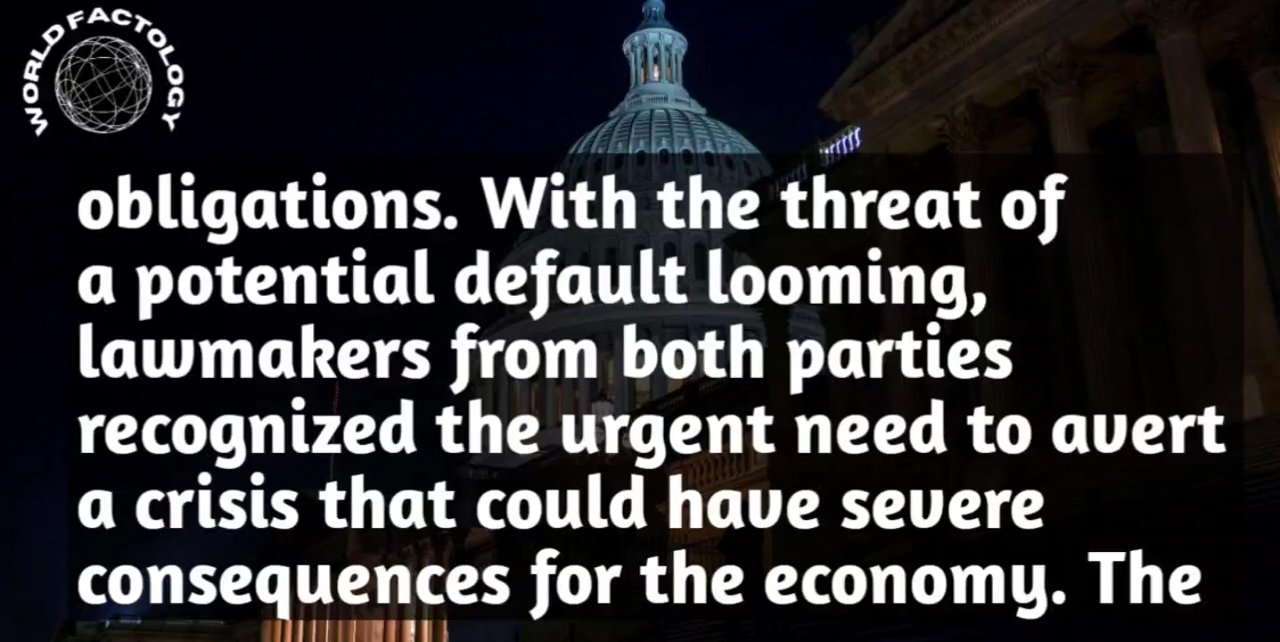 WORLD FACTOLOGY
obligations. With the threat of
a potential default looming,
lawmakers from both parties
recognized the urgent need to avert
a crisis that could have severe
consequences for the economy. The